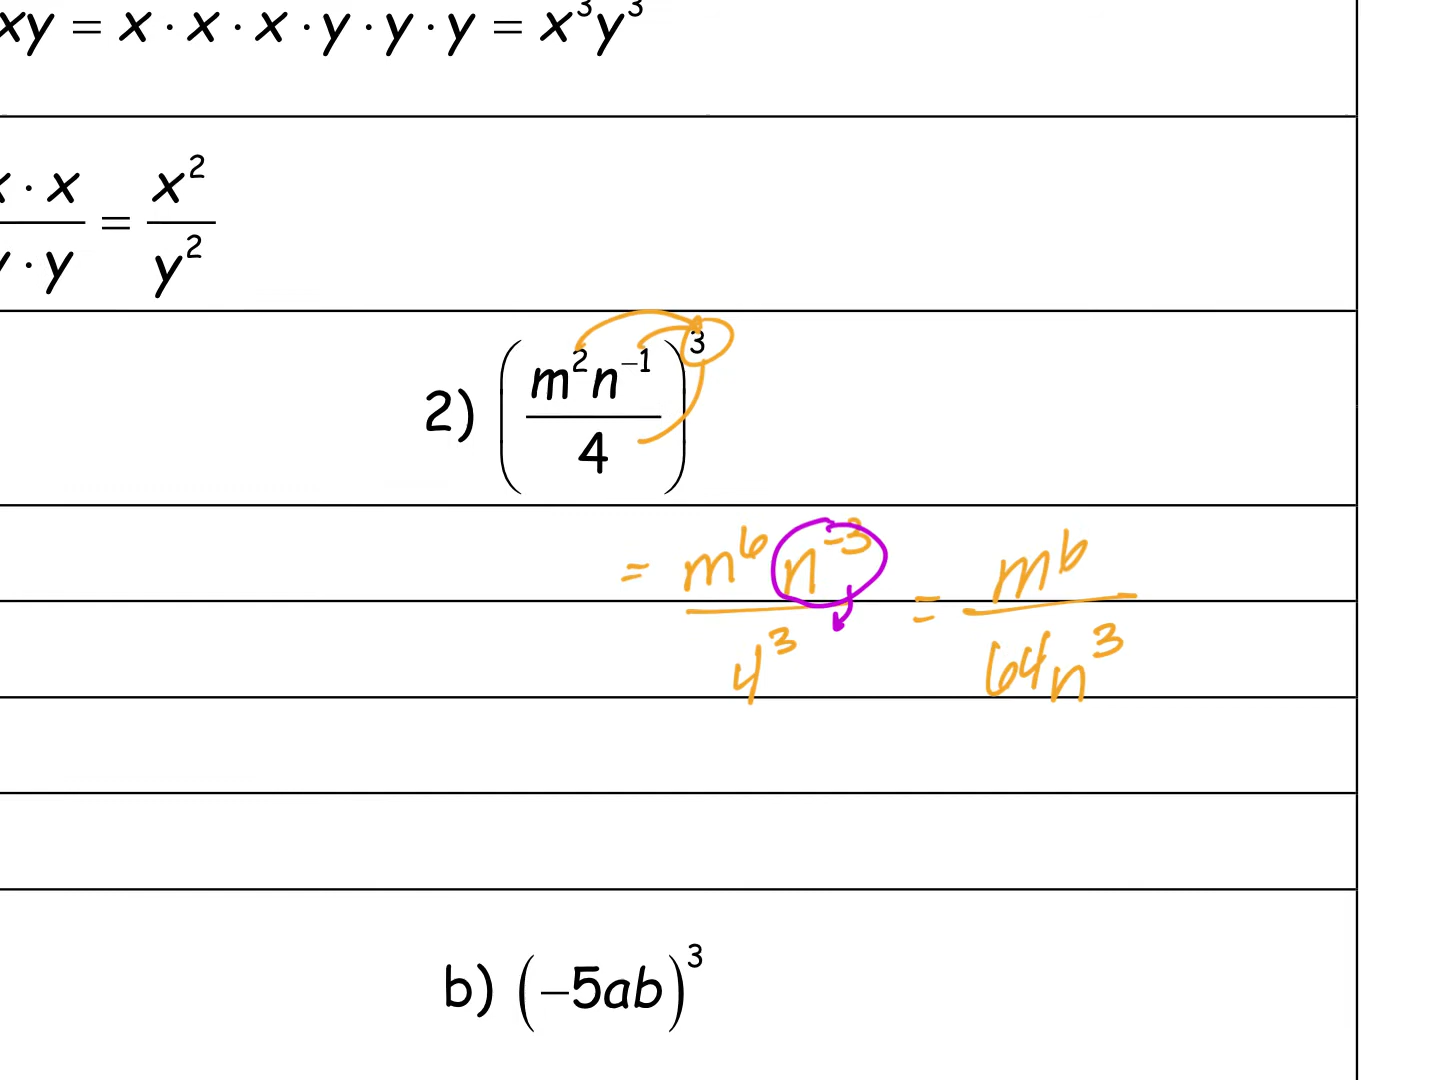 xy = x · x · x · y · y · y = x³y³
x · x / y · y = x² / y²
2) (m²n⁻¹ / 4)³
= m⁶n⁻³ / 4³ = m⁶ / 64n³
b) (−5ab)³